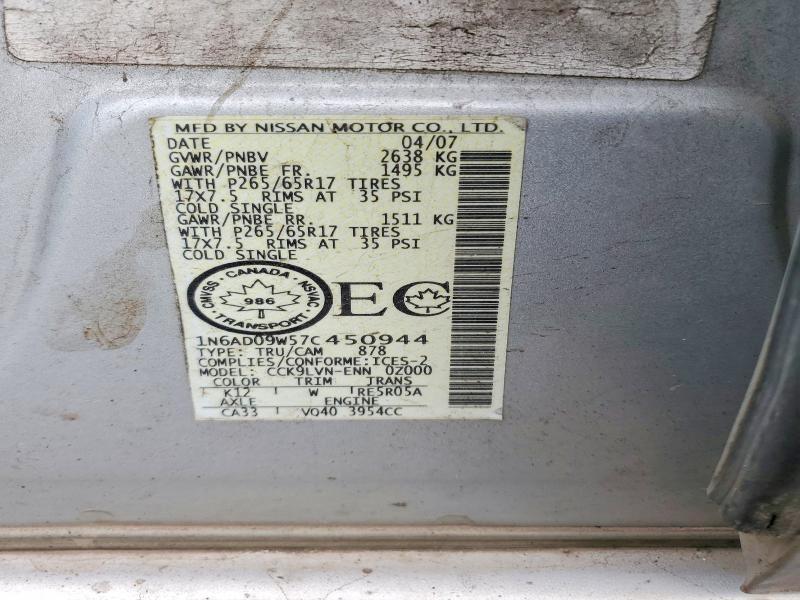 MFD BY NISSAN MOTOR CO., LTD.
DATE 04/07
GVWR/PNBV 2638 KG
GAWR/PNBE FR. 1495 KG
WITH P265/65R17 TIRES
17X7.5 RIMS AT 35 PSI
COLD SINGLE
GAWR/PNBE RR. 1511 KG
WITH P265/65R17 TIRES
17X7.5 RIMS AT 35 PSI
COLD SINGLE
CMVSS · CANADA · NSVAC
986
TRANSPORT
EC
1N6AD09W57C450944
TYPE: TRU/CAM 878
COMPLIES/CONFORME:ICES-2
MODEL: CCK9LVN-ENN 0Z000
COLOR TRIM TRANS
K12 W RE5R05A
AXLE ENGINE
CA33 VQ40 3954CC